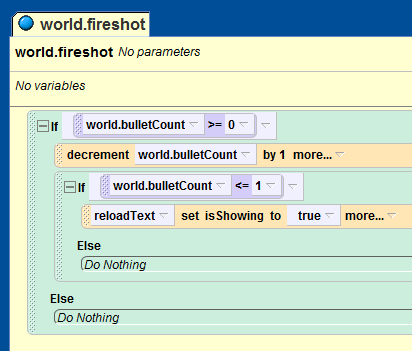 world.fireshot
world.fireshot No parameters
No variables
If world.bulletCount >= 0
decrement world.bulletCount by 1 more...
If world.bulletCount <= 1
reloadText set isShowing to true more...
Else
Do Nothing
Else
Do Nothing